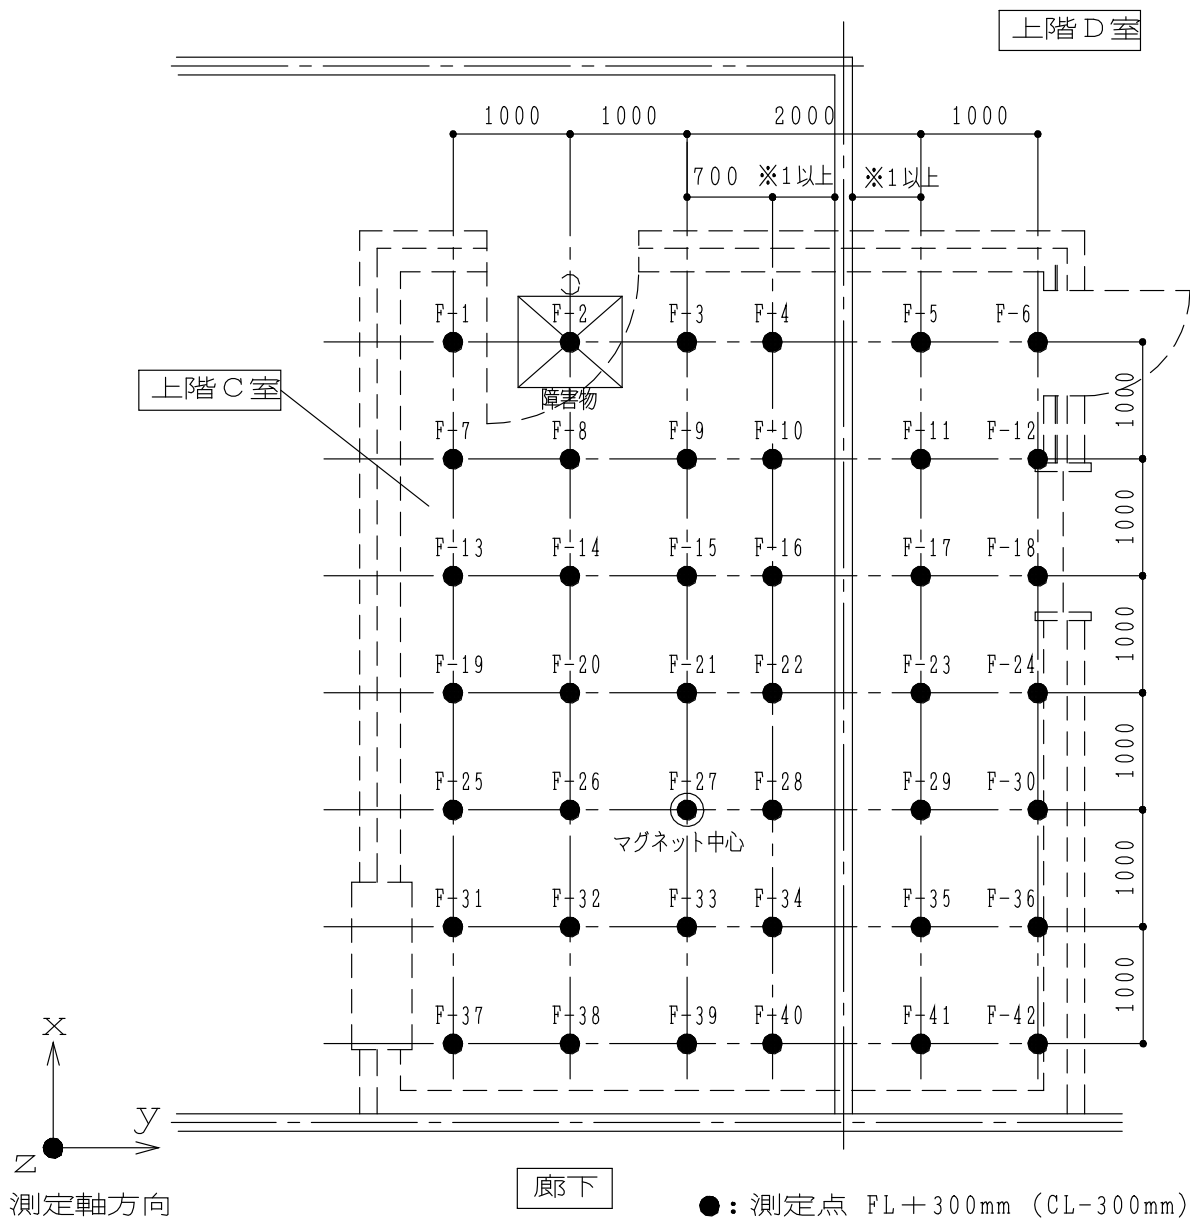 上階D室
1000 1000 2000 1000
700 ※1以上 ※1以上
F-1 F-2 F-3 F-4 F-5 F-6
上階C室
障害物
1000
F-7 F-8 F-9 F-10 F-11 F-12
1000
F-13 F-14 F-15 F-16 F-17 F-18
1000
F-19 F-20 F-21 F-22 F-23 F-24
1000
F-25 F-26 F-27 F-28 F-29 F-30
マグネット中心
1000
F-31 F-32 F-33 F-34 F-35 F-36
1000
F-37 F-38 F-39 F-40 F-41 F-42
x
y
z
測定軸方向
廊下
●：測定点 FL＋300mm (CL-300mm)